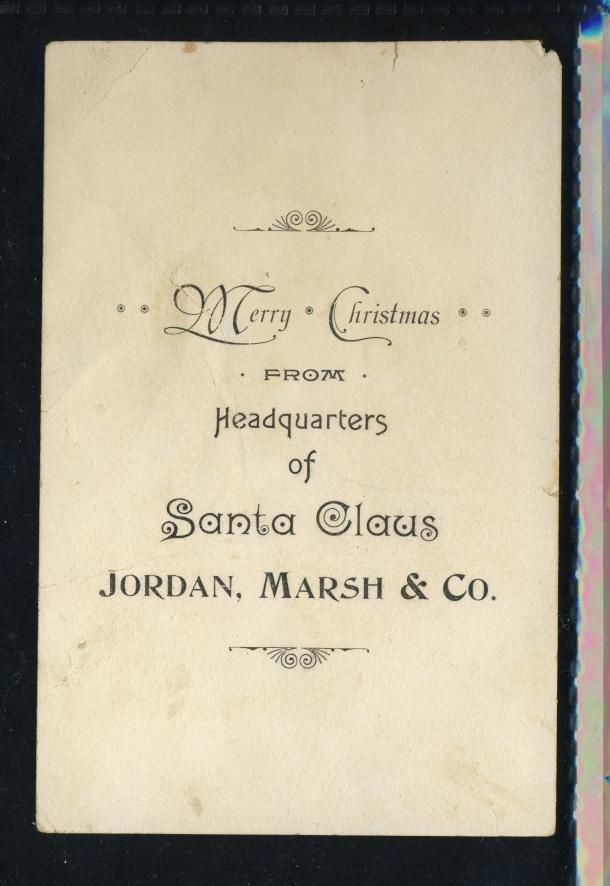 Merry Christmas
FROM
Headquarters
of
Santa Claus
JORDAN, MARSH & CO.